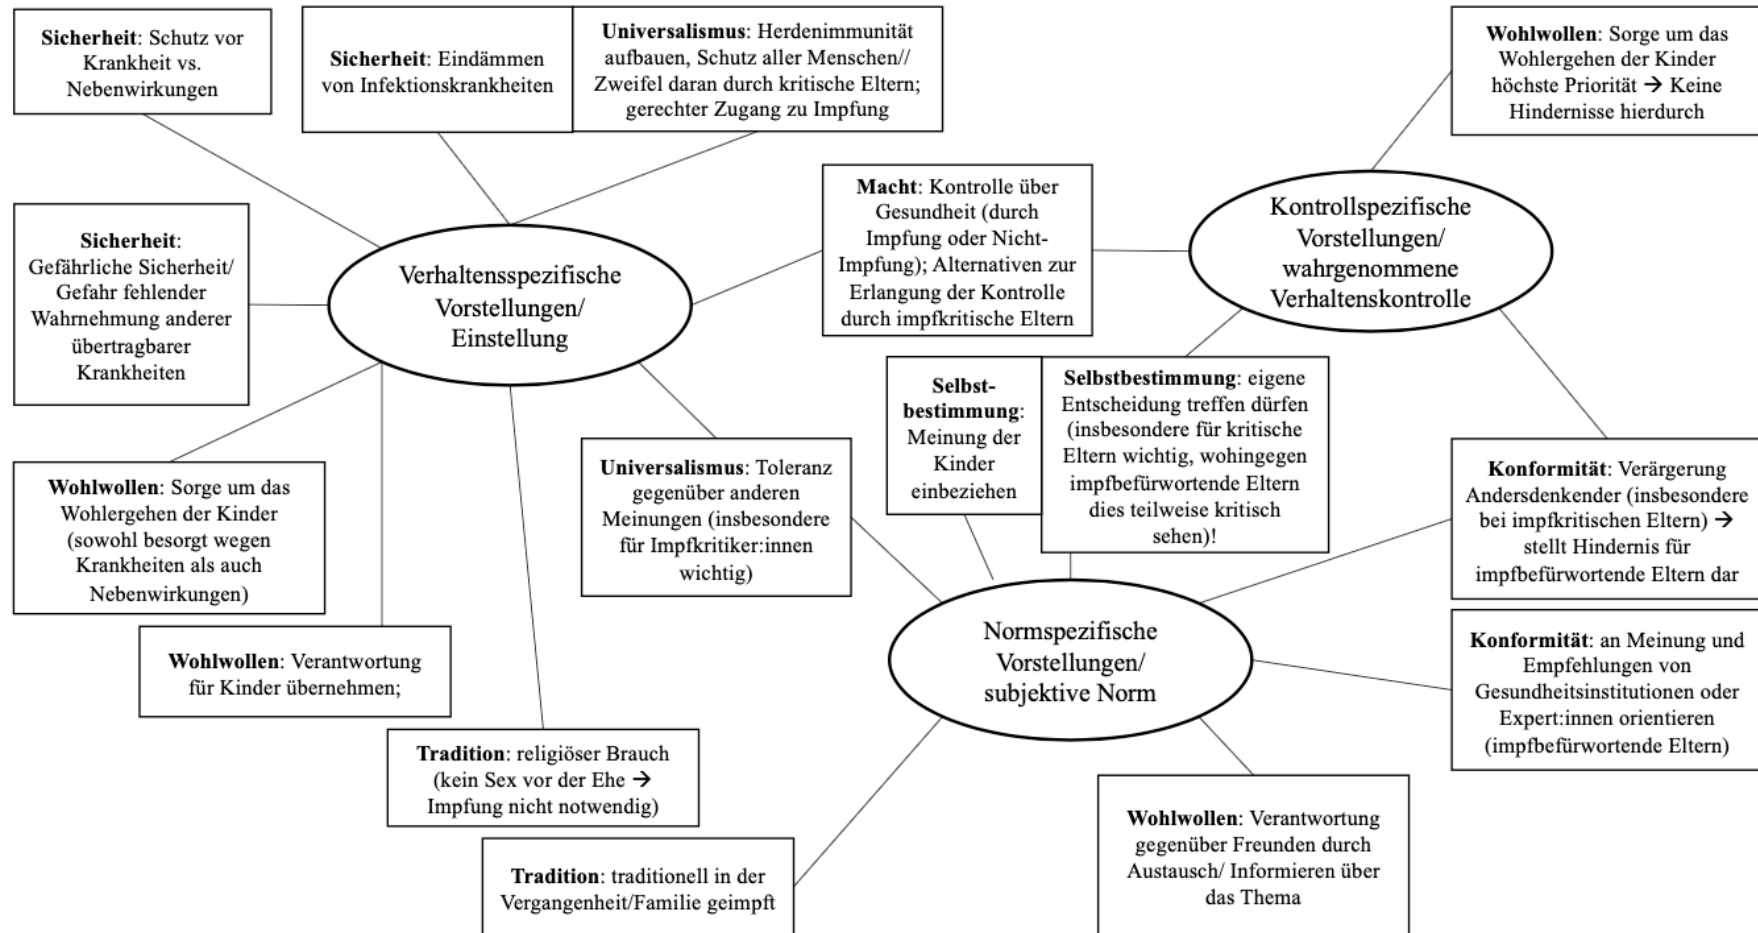 Sicherheit: Schutz vor
Krankheit vs.
Nebenwirkungen
Sicherheit: Eindämmen
von Infektionskrankheiten
Universalismus: Herdenimmunität
aufbauen, Schutz aller Menschen//
Zweifel daran durch kritische Eltern;
gerechter Zugang zu Impfung
Wohlwollen: Sorge um das
Wohlergehen der Kinder
höchste Priorität → Keine
Hindernisse hierdurch
Sicherheit:
Gefährliche Sicherheit/
Gefahr fehlender
Wahrnehmung anderer
übertragbarer
Krankheiten
Verhaltensspezifische
Vorstellungen/
Einstellung
Macht: Kontrolle über
Gesundheit (durch
Impfung oder Nicht-
Impfung); Alternativen zur
Erlangung der Kontrolle
durch impfkritische Eltern
Kontrollspezifische
Vorstellungen/
wahrgenommene
Verhaltenskontrolle
Wohlwollen: Sorge um das
Wohlergehen der Kinder
(sowohl besorgt wegen
Krankheiten als auch
Nebenwirkungen)
Universalismus: Toleranz
gegenüber anderen
Meinungen (insbesondere
für Impfkritiker:innen
wichtig)
Selbst-
bestimmung:
Meinung der
Kinder
einbeziehen
Selbstbestimmung: eigene
Entscheidung treffen dürfen
(insbesondere für kritische
Eltern wichtig, wohingegen
impfbefürwortende Eltern
dies teilweise kritisch
sehen)!
Konformität: Verärgerung
Andersdenkender (insbesondere
bei impfkritischen Eltern) →
stellt Hindernis für
impfbefürwortende Eltern dar
Wohlwollen: Verantwortung
für Kinder übernehmen;
Normspezifische
Vorstellungen/
subjektive Norm
Konformität: an Meinung und
Empfehlungen von
Gesundheitsinstitutionen oder
Expert:innen orientieren
(impfbefürwortende Eltern)
Tradition: religiöser Brauch
(kein Sex vor der Ehe →
Impfung nicht notwendig)
Tradition: traditionell in der
Vergangenheit/Familie geimpft
Wohlwollen: Verantwortung
gegenüber Freunden durch
Austausch/ Informieren über
das Thema